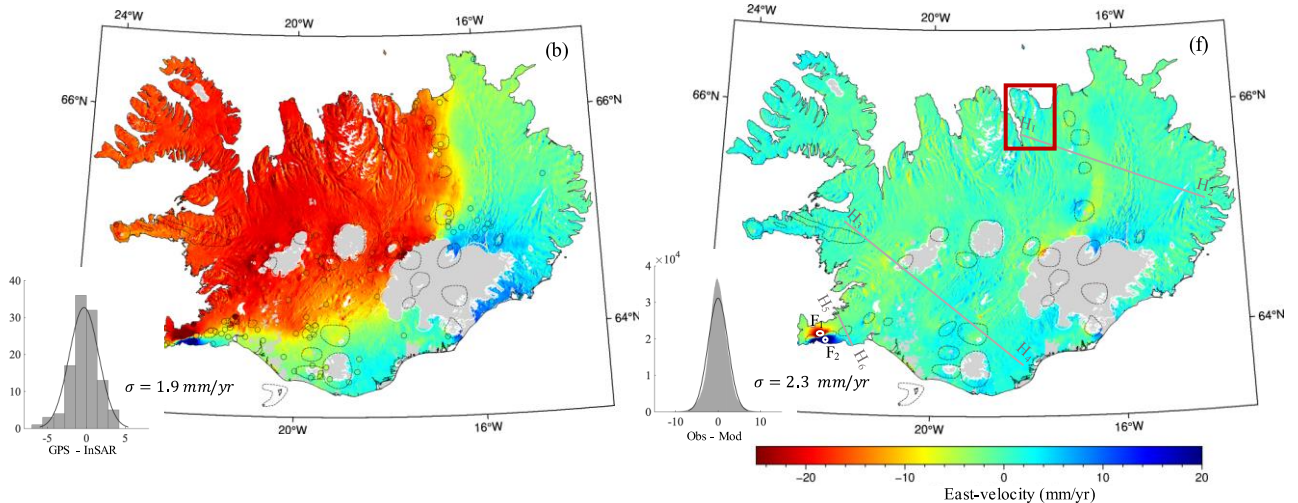 24°W
20°W
16°W
(b)
66°N
66°N
64°N
40
30
20
10
0
σ = 1.9 mm/yr
-5 0 5
GPS - InSAR
20°W
16°W
24°W
20°W
16°W
(f)
66°N
66°N
H
H
H
H
H₅
H₆
F₁
F₂
64°N
×10⁴
4
3
2
1
0
σ = 2.3 mm/yr
-10 0 10
Obs - Mod
20°W
16°W
−20 −10 0 10 20
East-velocity (mm/yr)